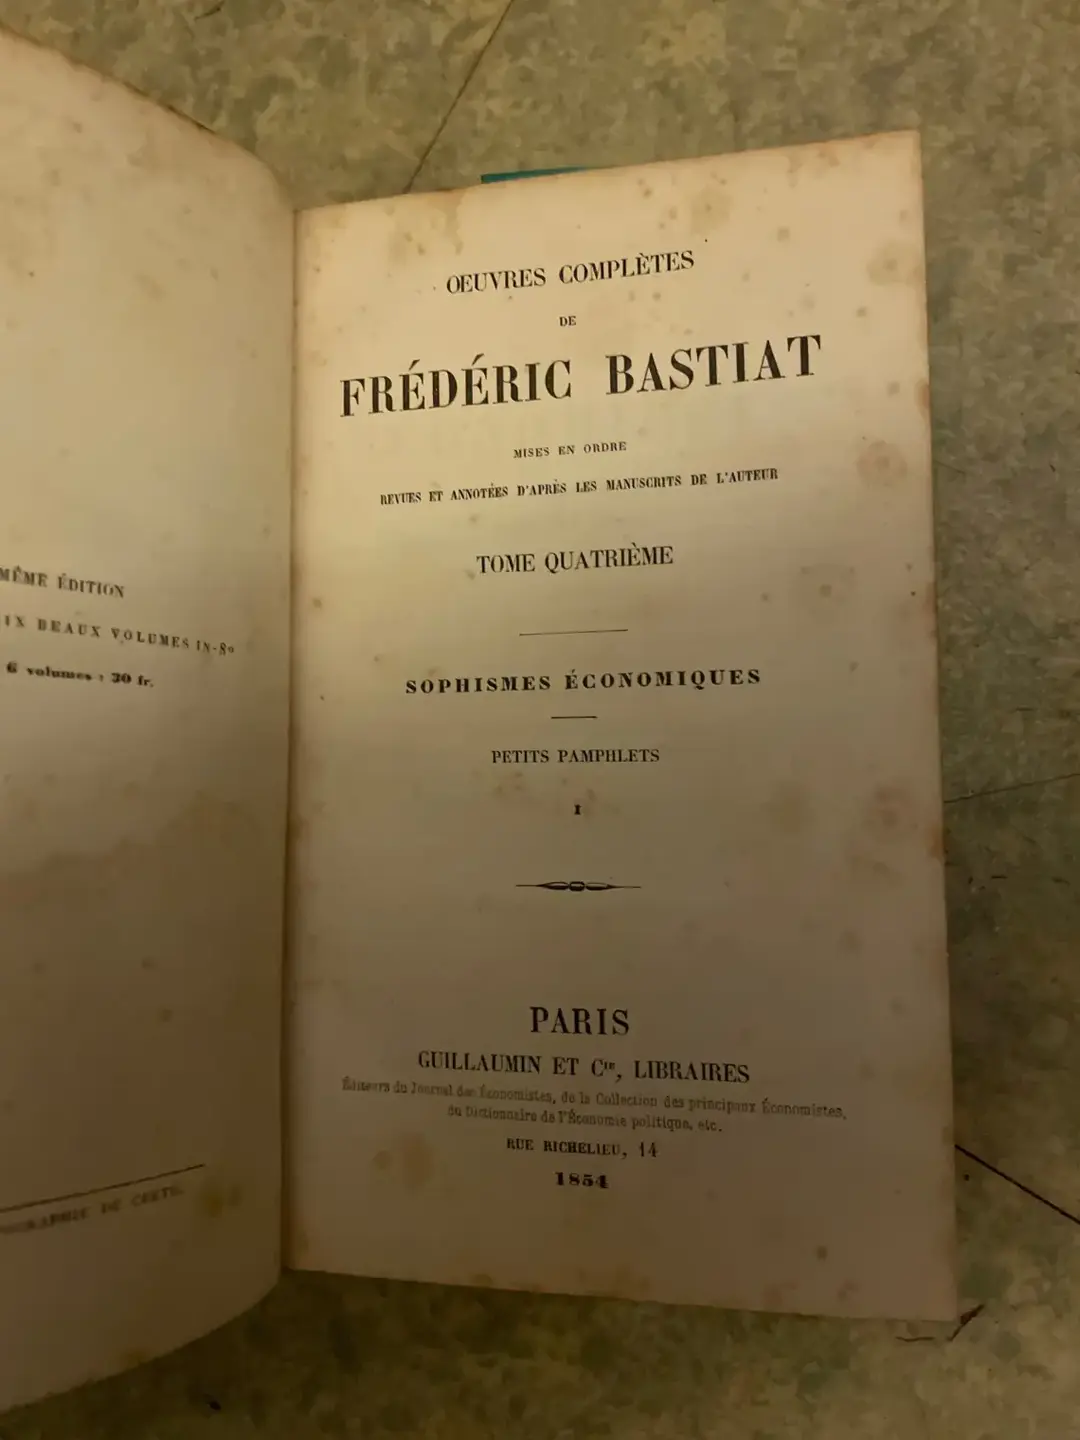 MÊME ÉDITION
BEAUX VOLUMES IN-8º
6 volumes : 30 fr.
OEUVRES COMPLÈTES
DE
FRÉDÉRIC BASTIAT
MISES EN ORDRE
REVUES ET ANNOTÉES D'APRÈS LES MANUSCRITS DE L'AUTEUR
TOME QUATRIÈME
SOPHISMES ÉCONOMIQUES
PETITS PAMPHLETS
I
PARIS
GUILLAUMIN ET Cie, LIBRAIRES
Éditeurs du Journal des Économistes, de la Collection des principaux Économistes,
du Dictionnaire de l'Économie politique, etc.
RUE RICHELIEU, 14
1854